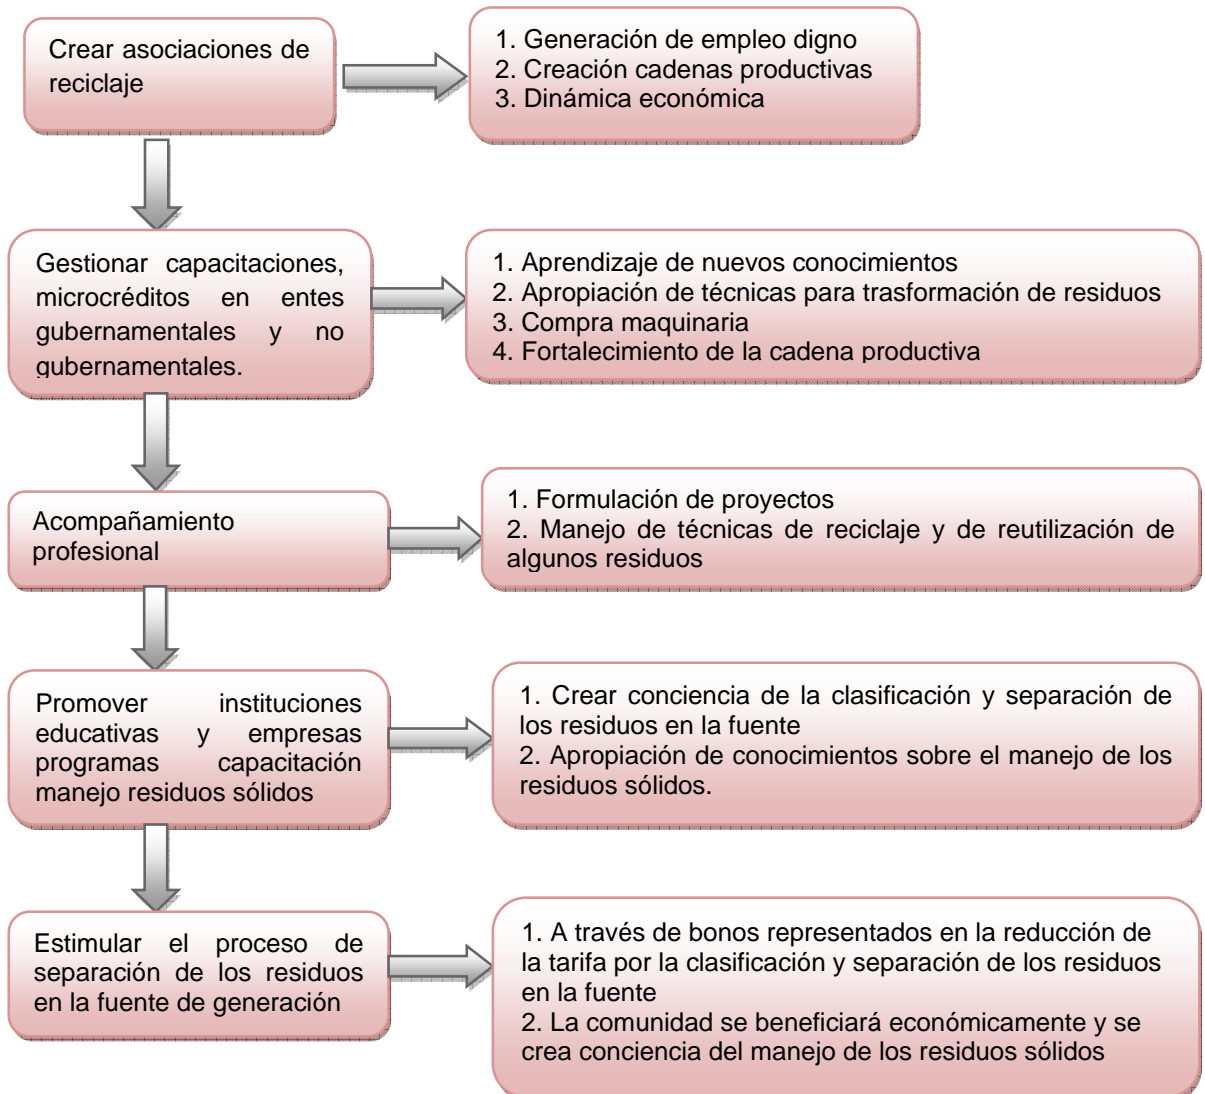 Crear asociaciones de
reciclaje
1. Generación de empleo digno
2. Creación cadenas productivas
3. Dinámica económica
Gestionar capacitaciones,
microcréditos en entes
gubernamentales y no
gubernamentales.
1. Aprendizaje de nuevos conocimientos
2. Apropiación de técnicas para trasformación de residuos
3. Compra maquinaria
4. Fortalecimiento de la cadena productiva
Acompañamiento
profesional
1. Formulación de proyectos
2. Manejo de técnicas de reciclaje y de reutilización de
algunos residuos
Promover instituciones
educativas y empresas
programas capacitación
manejo residuos sólidos
1. Crear conciencia de la clasificación y separación de
los residuos en la fuente
2. Apropiación de conocimientos sobre el manejo de los
residuos sólidos.
Estimular el proceso de
separación de los residuos
en la fuente de generación
1. A través de bonos representados en la reducción de
la tarifa por la clasificación y separación de los residuos
en la fuente
2. La comunidad se beneficiará económicamente y se
crea conciencia del manejo de los residuos sólidos